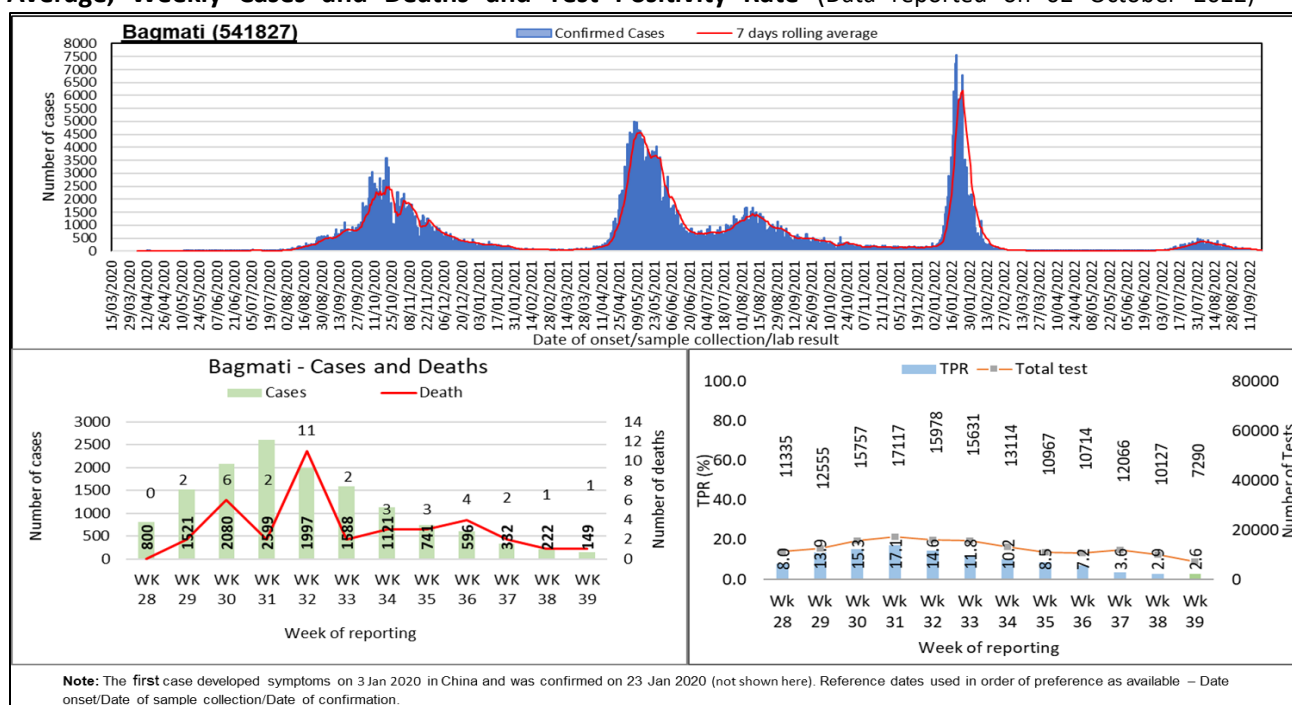 Average, Weekly Cases and Deaths and Test Positivity Rate (Data reported on 02 October 2022)
Bagmati (541827)
Confirmed Cases 7 days rolling average
Number of cases
8000
7500
7000
6500
6000
5500
5000
4500
4000
3500
3000
2500
2000
1500
1000
500
0
15/03/2020 29/03/2020 12/04/2020 26/04/2020 10/05/2020 24/05/2020 07/06/2020 21/06/2020 05/07/2020 19/07/2020 02/08/2020 16/08/2020 30/08/2020 13/09/2020 27/09/2020 11/10/2020 25/10/2020 08/11/2020 22/11/2020 06/12/2020 20/12/2020 03/01/2021 17/01/2021 31/01/2021 14/02/2021 28/02/2021 14/03/2021 28/03/2021 11/04/2021 25/04/2021 09/05/2021 23/05/2021 06/06/2021 20/06/2021 04/07/2021 18/07/2021 01/08/2021 15/08/2021 29/08/2021 12/09/2021 26/09/2021 10/10/2021 24/10/2021 07/11/2021 21/11/2021 05/12/2021 19/12/2021 02/01/2022 16/01/2022 30/01/2022 13/02/2022 27/02/2022 13/03/2022 27/03/2022 10/04/2022 24/04/2022 08/05/2022 22/05/2022 05/06/2022 19/06/2022 03/07/2022 17/07/2022 31/07/2022 14/08/2022 28/08/2022 11/09/2022
Date of onset/sample collection/lab result
Bagmati - Cases and Deaths
Cases Death
Number of cases
3000
2500
2000
1500
1000
500
0
0 2 6 2 11 2 3 3 4 2 1 1
800 1521 2080 2599 1997 1588 1121 741 596 332 222 149
14
12
10
8
6
4
2
0
Number of deaths
WK WK WK WK WK WK WK WK WK WK WK WK
28 29 30 31 32 33 34 35 36 37 38 39
Week of reporting
TPR Total test
TPR (%)
100.0
80.0
60.0
40.0
20.0
0.0
11335 12555 15757 17117 15978 15631 13114 10967 10714 12066 10127 7290
8.0 13.9 15.3 17.1 14.6 11.8 10.2 8.5 7.2 3.6 2.9 2.6
80000
60000
40000
20000
0
Number of Tests
Wk Wk Wk Wk Wk Wk Wk Wk Wk Wk Wk Wk
28 29 30 31 32 33 34 35 36 37 38 39
Week of reporting
Note: The first case developed symptoms on 3 Jan 2020 in China and was confirmed on 23 Jan 2020 (not shown here). Reference dates used in order of preference as available – Date
onset/Date of sample collection/Date of confirmation.